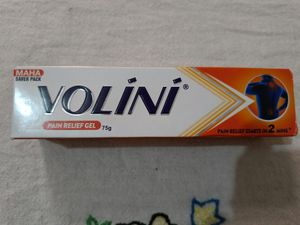 MAHA
SAVER PACK
VOLINI®
PAIN RELIEF GEL 75g
PAIN RELIEF STARTS IN 2 MINS.*